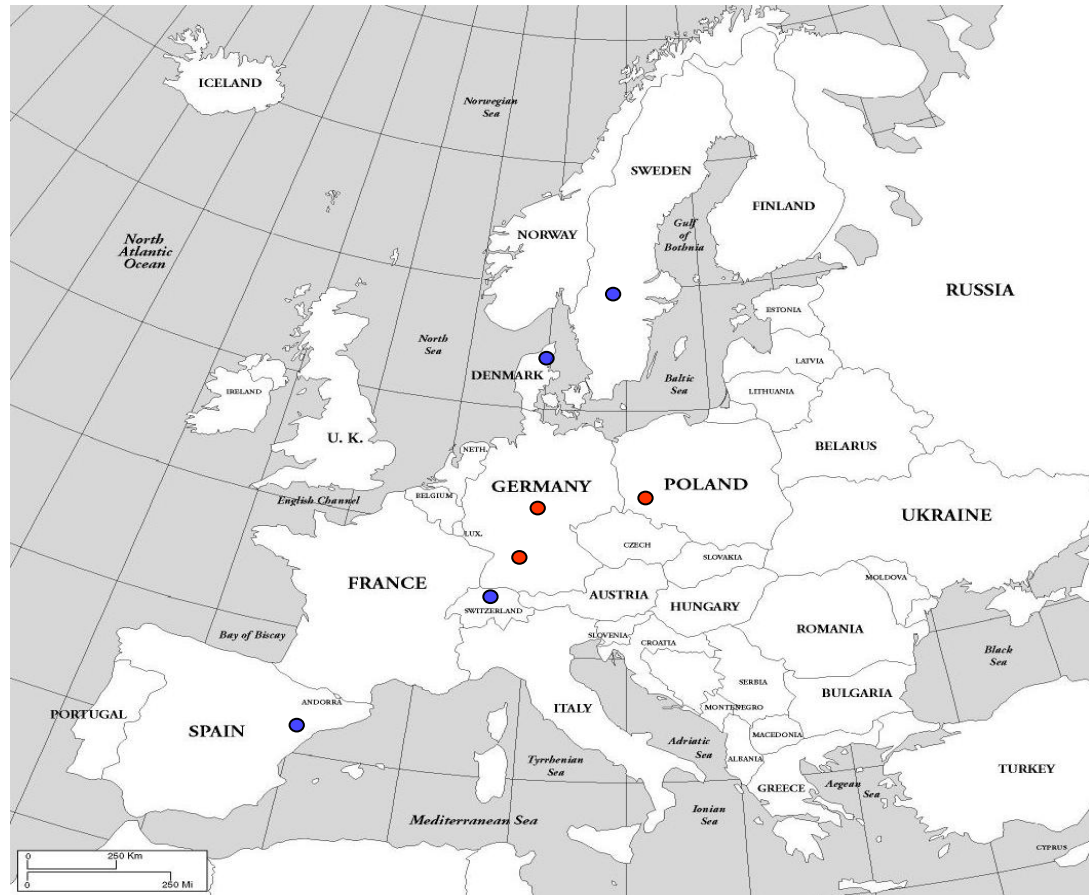 ICELAND
Norwegian
Sea
SWEDEN
FINLAND
NORWAY
Gulf
of
Bothnia
North
Atlantic
Ocean
RUSSIA
ESTONIA
North
Sea
LATVIA
DENMARK
Baltic
Sea
LITHUANIA
IRELAND
U. K.
BELARUS
NETH.
GERMANY
POLAND
BELGIUM
English Channel
UKRAINE
LUX.
CZECH
SLOVAKIA
FRANCE
MOLDOVA
AUSTRIA
HUNGARY
SWITZERLAND
ROMANIA
Bay of Biscay
SLOVENIA
CROATIA
Black
Sea
SERBIA
BULGARIA
ANDORRA
MONTENEGRO
ITALY
PORTUGAL
SPAIN
MACEDONIA
Adriatic
Sea
ALBANIA
Tyrrhenian
Sea
TURKEY
GREECE
Aegean
Sea
Ionian
Sea
Mediterranean Sea
CYPRUS
0 250 Km
0 250 Mi